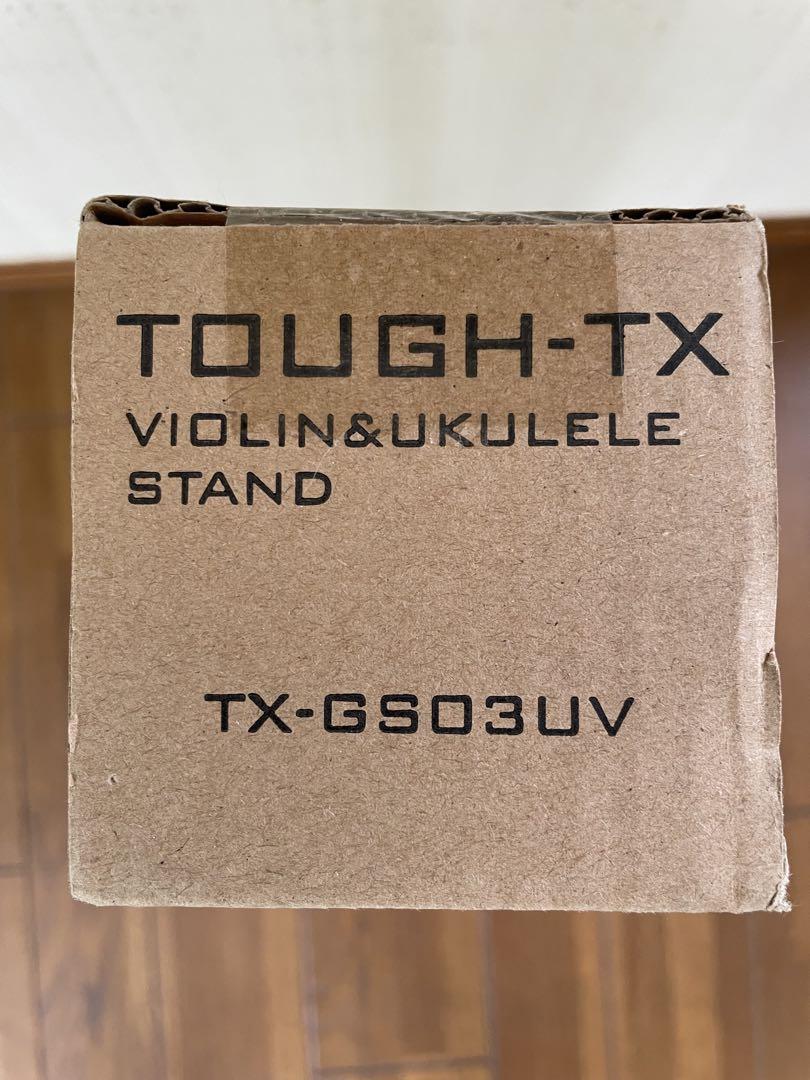 TOUGH-TX
VIOLIN&UKULELE
STAND
TX-GS03UV